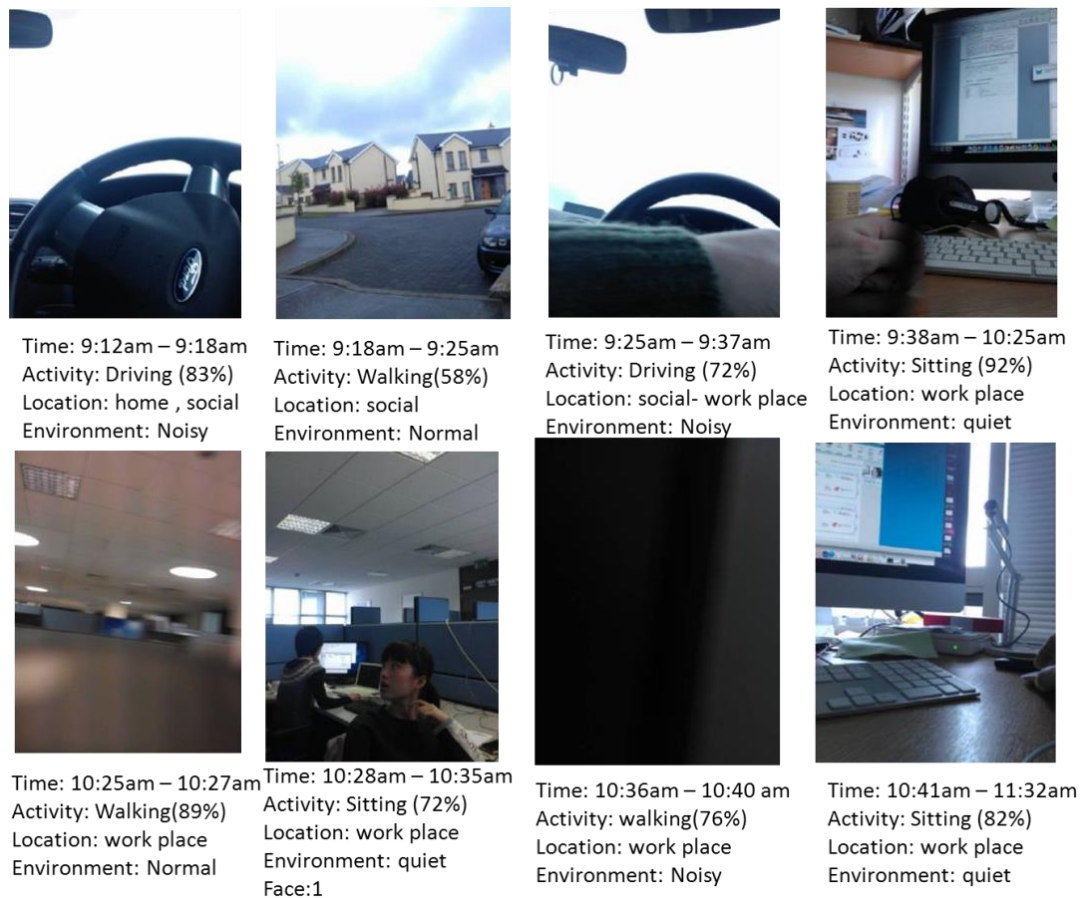 Time: 9:12am – 9:18am
Activity: Driving (83%)
Location: home , social
Environment: Noisy
Time: 9:18am – 9:25am
Activity: Walking(58%)
Location: social
Environment: Normal
Time: 9:25am – 9:37am
Activity: Driving (72%)
Location: social- work place
Environment: Noisy
Time: 9:38am – 10:25am
Activity: Sitting (92%)
Location: work place
Environment: quiet
Time: 10:25am – 10:27am
Activity: Walking(89%)
Location: work place
Environment: Normal
Time: 10:28am – 10:35am
Activity: Sitting (72%)
Location: work place
Environment: quiet
Face:1
Time: 10:36am – 10:40 am
Activity: walking(76%)
Location: work place
Environment: Noisy
Time: 10:41am – 11:32am
Activity: Sitting (82%)
Location: work place
Environment: quiet